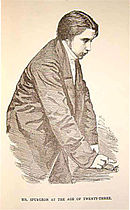 MR. SPURGEON AT THE AGE OF TWENTY-THREE.